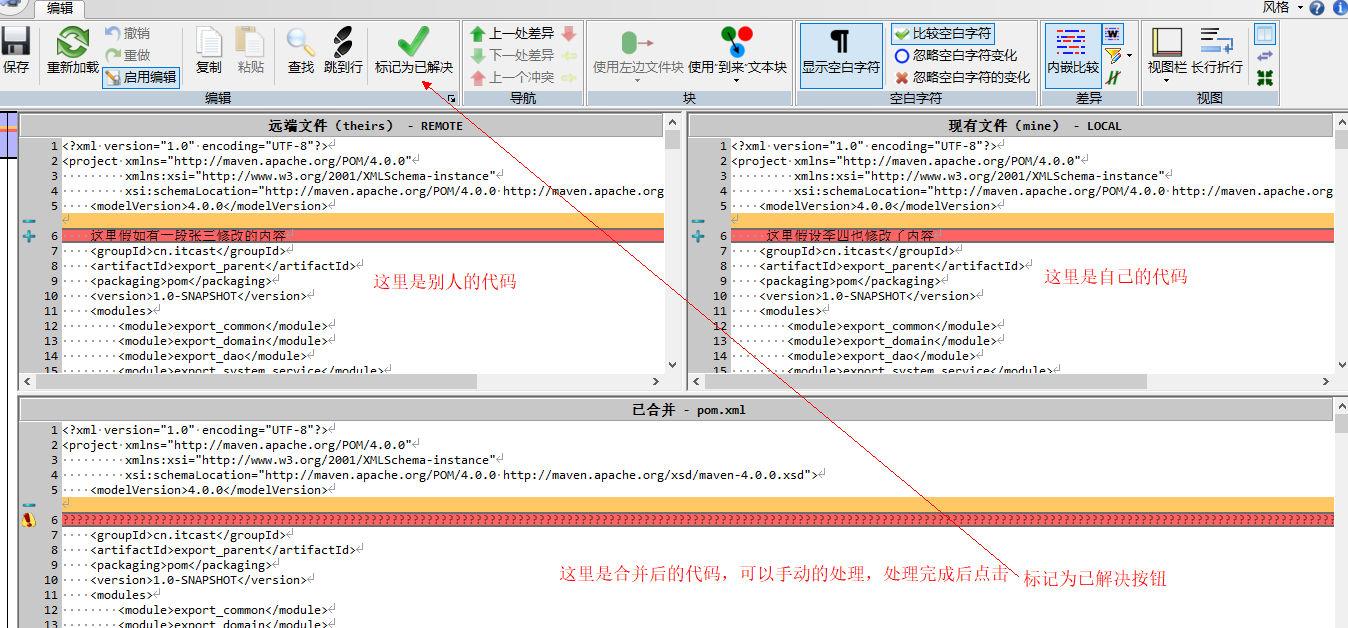 编辑
风格
保存
重新加载
撤销
重做
启用编辑
复制
粘贴
查找
跳到行
标记为已解决
编辑
上一处差异
下一处差异
上一个冲突
导航
使用左边文件块
使用“到来”文本块
块
显示空白字符
比较空白字符
忽略空白字符变化
忽略空白字符的变化
空白字符
内嵌比较
差异
视图栏
长行折行
视图
远端文件（theirs） - REMOTE
1 <?xml version="1.0" encoding="UTF-8"?>
2 <project xmlns="http://maven.apache.org/POM/4.0.0"
3 xmlns:xsi="http://www.w3.org/2001/XMLSchema-instance"
4 xsi:schemaLocation="http://maven.apache.org/POM/4.0.0 http://maven.apache.org
5 <modelVersion>4.0.0</modelVersion>
6 这里假如有一段张三修改的内容
7 <groupId>cn.itcast</groupId>
8 <artifactId>export_parent</artifactId>
9 <packaging>pom</packaging>
10 <version>1.0-SNAPSHOT</version>
11 <modules>
12 <module>export_common</module>
13 <module>export_domain</module>
14 <module>export_dao</module>
15 <module>export_system_service</module>
这里是别人的代码
现有文件（mine） - LOCAL
1 <?xml version="1.0" encoding="UTF-8"?>
2 <project xmlns="http://maven.apache.org/POM/4.0.0"
3 xmlns:xsi="http://www.w3.org/2001/XMLSchema-instance"
4 xsi:schemaLocation="http://maven.apache.org/POM/4.0.0 http://maven.apache.org
5 <modelVersion>4.0.0</modelVersion>
6 这里假设李四也修改了内容
7 <groupId>cn.itcast</groupId>
8 <artifactId>export_parent</artifactId>
9 <packaging>pom</packaging>
10 <version>1.0-SNAPSHOT</version>
11 <modules>
12 <module>export_common</module>
13 <module>export_domain</module>
14 <module>export_dao</module>
15 <module>export_system_service</module>
这里是自己的代码
已合并 - pom.xml
1 <?xml version="1.0" encoding="UTF-8"?>
2 <project xmlns="http://maven.apache.org/POM/4.0.0"
3 xmlns:xsi="http://www.w3.org/2001/XMLSchema-instance"
4 xsi:schemaLocation="http://maven.apache.org/POM/4.0.0 http://maven.apache.org/xsd/maven-4.0.0.xsd">
5 <modelVersion>4.0.0</modelVersion>
6
7 <groupId>cn.itcast</groupId>
8 <artifactId>export_parent</artifactId>
9 <packaging>pom</packaging>
10 <version>1.0-SNAPSHOT</version>
11 <modules>
12 <module>export_common</module>
13 <module>export_domain</module>
这里是合并后的代码，可以手动的处理，处理完成后点击 标记为已解决按钮